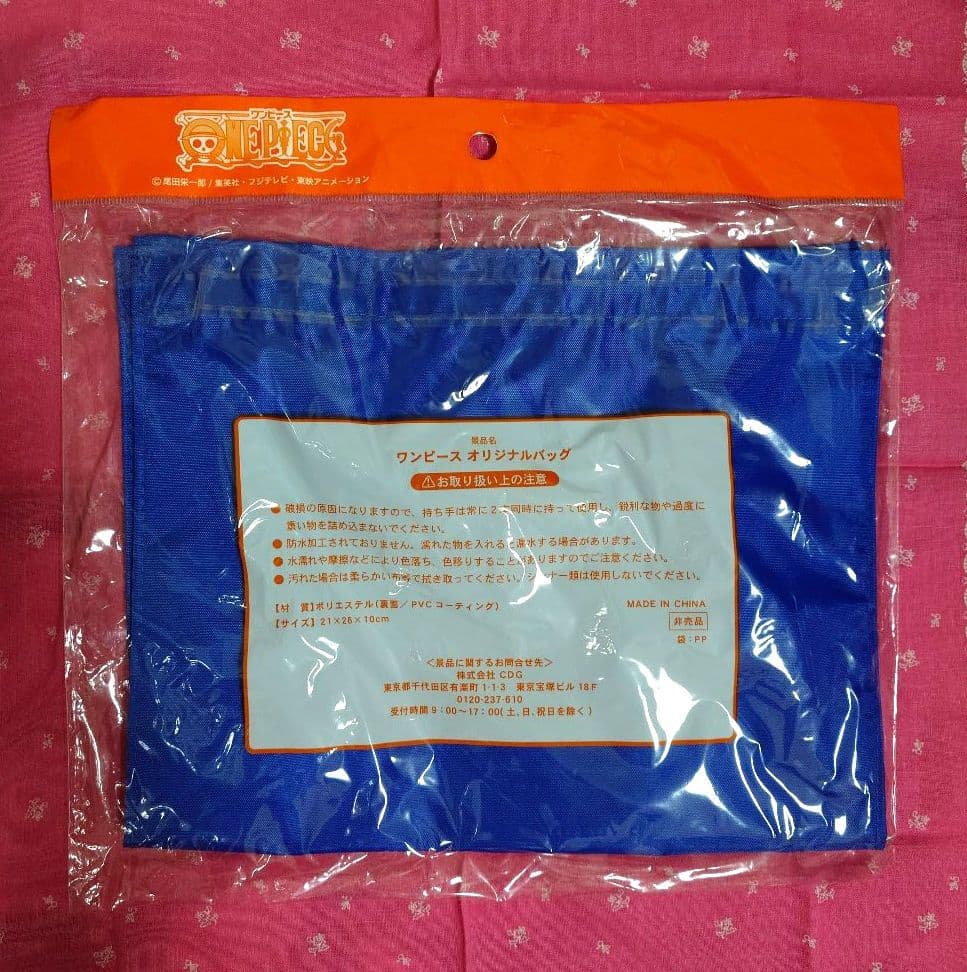 ワンピース
ONE PIECE
© 尾田栄一郎 / 集英社・フジテレビ・東映アニメーション
景品名
ワンピース オリジナルバッグ
⚠お取り扱い上の注意
● 破損の原因になりますので、持ち手は常に2本同時に持って使用し、鋭利な物や過度に
重い物を詰め込まないでください。
● 防水加工されておりません。濡れた物を入れると漏水する場合があります。
● 水濡れや摩擦などにより色落ち、色移りすることがありますのでご注意ください。
● 汚れた場合は柔らかい布等で拭き取ってください。シンナー類は使用しないでください。
【材 質】ポリエステル(裏面/PVCコーティング)
【サイズ】21×26×10cm
MADE IN CHINA
非売品
袋:PP
<景品に関するお問合せ先>
株式会社 CDG
東京都千代田区有楽町 1-1-3 東京宝塚ビル 18F
0120-237-610
受付時間 9:00~17:00(土、日、祝日を除く)